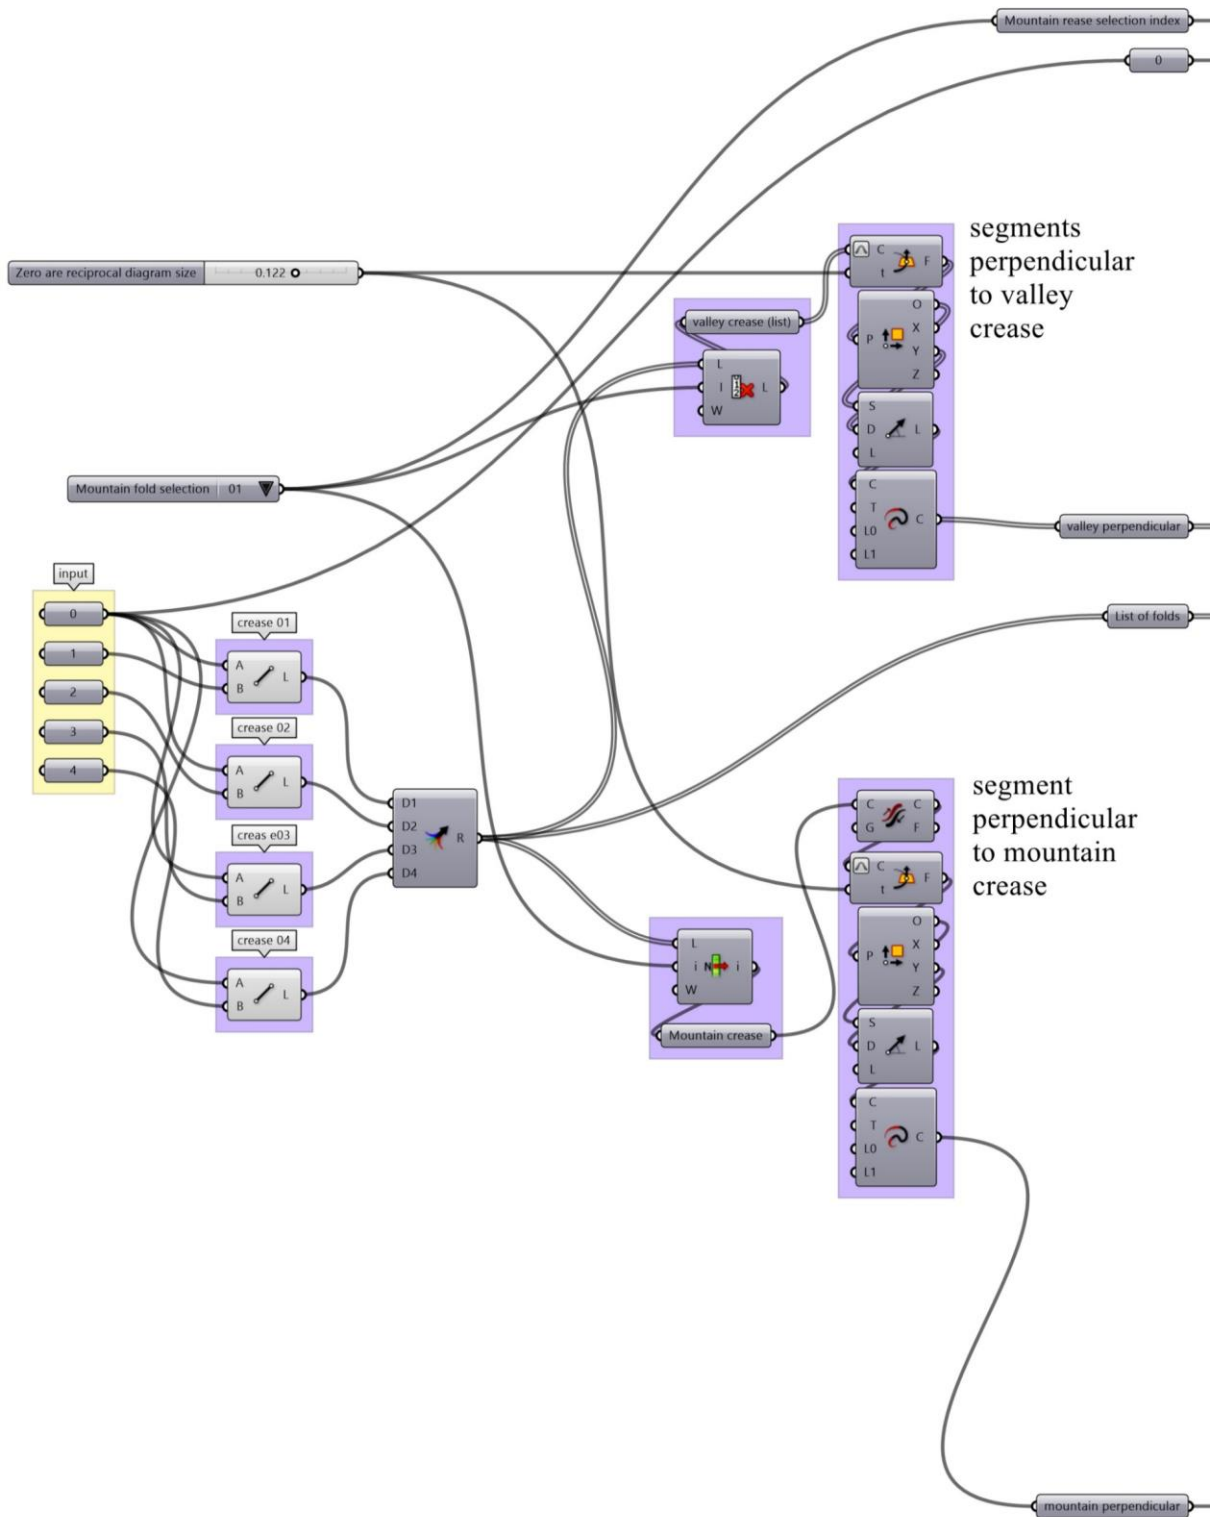 Mountain rease selection index
0
segments
perpendicular
to valley
crease
Zero are reciprocal diagram size 0.122
valley crease (list)
L
I
W
L
C
t
F
P
O
X
Y
Z
S
D
L
L
C
T
L0
L1
C
Mountain fold selection 01
valley perpendicular
input
0
1
2
3
4
List of folds
crease 01
A
B
L
crease 02
A
B
L
creas e03
A
B
L
crease 04
A
B
L
D1
D2
D3
D4
R
segment
perpendicular
to mountain
crease
L
i
W
N
i
Mountain crease
C
G
C
F
C
t
F
P
O
X
Y
Z
S
D
L
L
C
T
L0
L1
C
mountain perpendicular